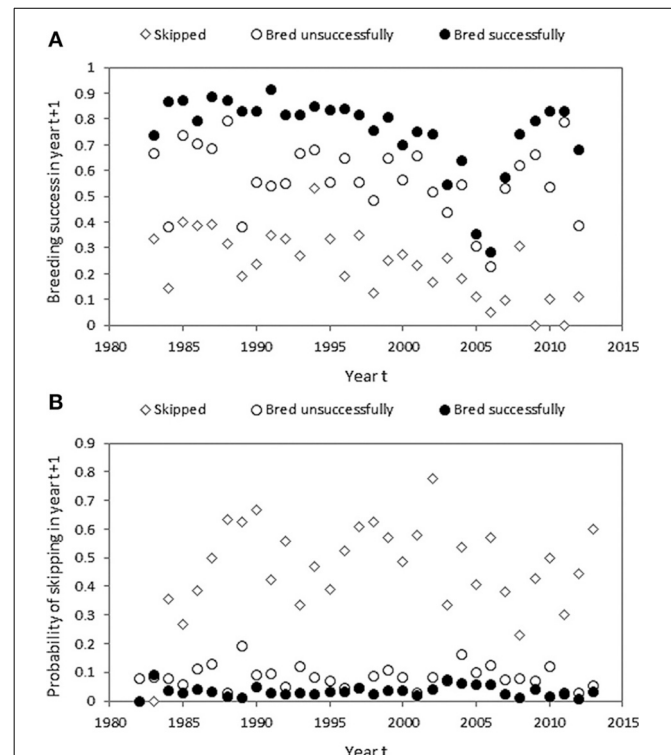 A
Skipped Bred unsuccessfully Bred successfully
1
0.9
0.8
0.7
0.6
0.5
0.4
0.3
0.2
0.1
0
Breeding success in year t+1
1980 1985 1990 1995 2000 2005 2010 2015
Year t
B
Skipped Bred unsuccessfully Bred successfully
0.9
0.8
0.7
0.6
0.5
0.4
0.3
0.2
0.1
0
Probability of skipping in year t+1
1980 1985 1990 1995 2000 2005 2010 2015
Year t